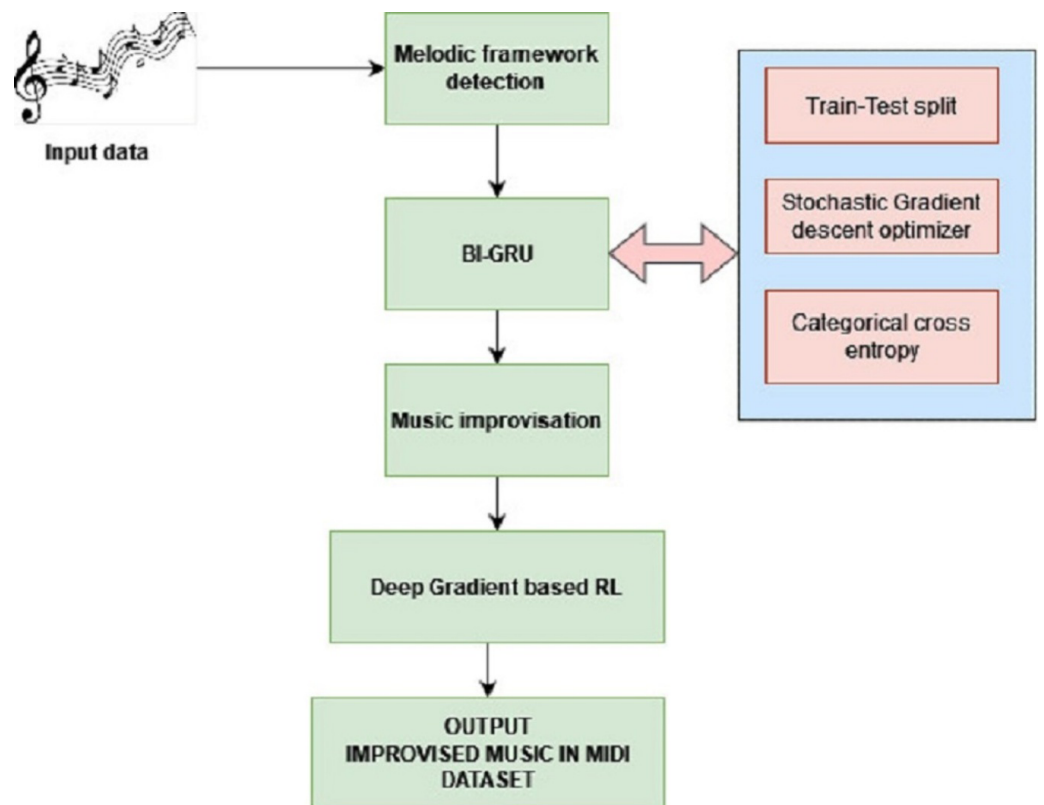 Melodic framework
detection
Input data
Train-Test split
Stochastic Gradient
descent optimizer
BI-GRU
Categorical cross
entropy
Music improvisation
Deep Gradient based RL
OUTPUT
IMPROVISED MUSIC IN MIDI
DATASET